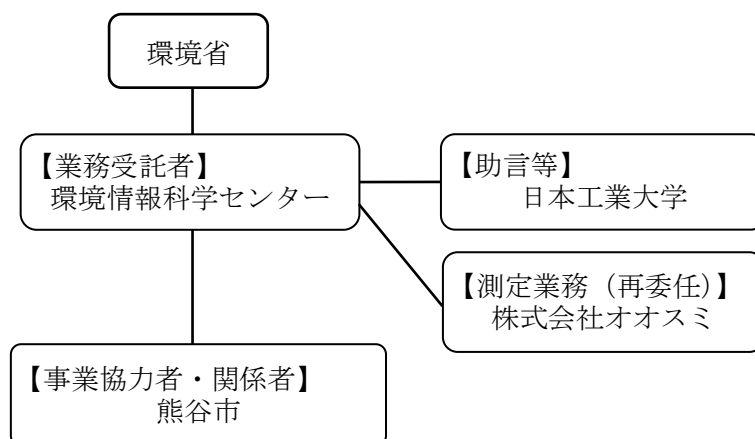 環境省
【業務受託者】
環境情報科学センター
【助言等】
日本工業大学
【測定業務（再委任）】
株式会社オオスミ
【事業協力者・関係者】
熊谷市